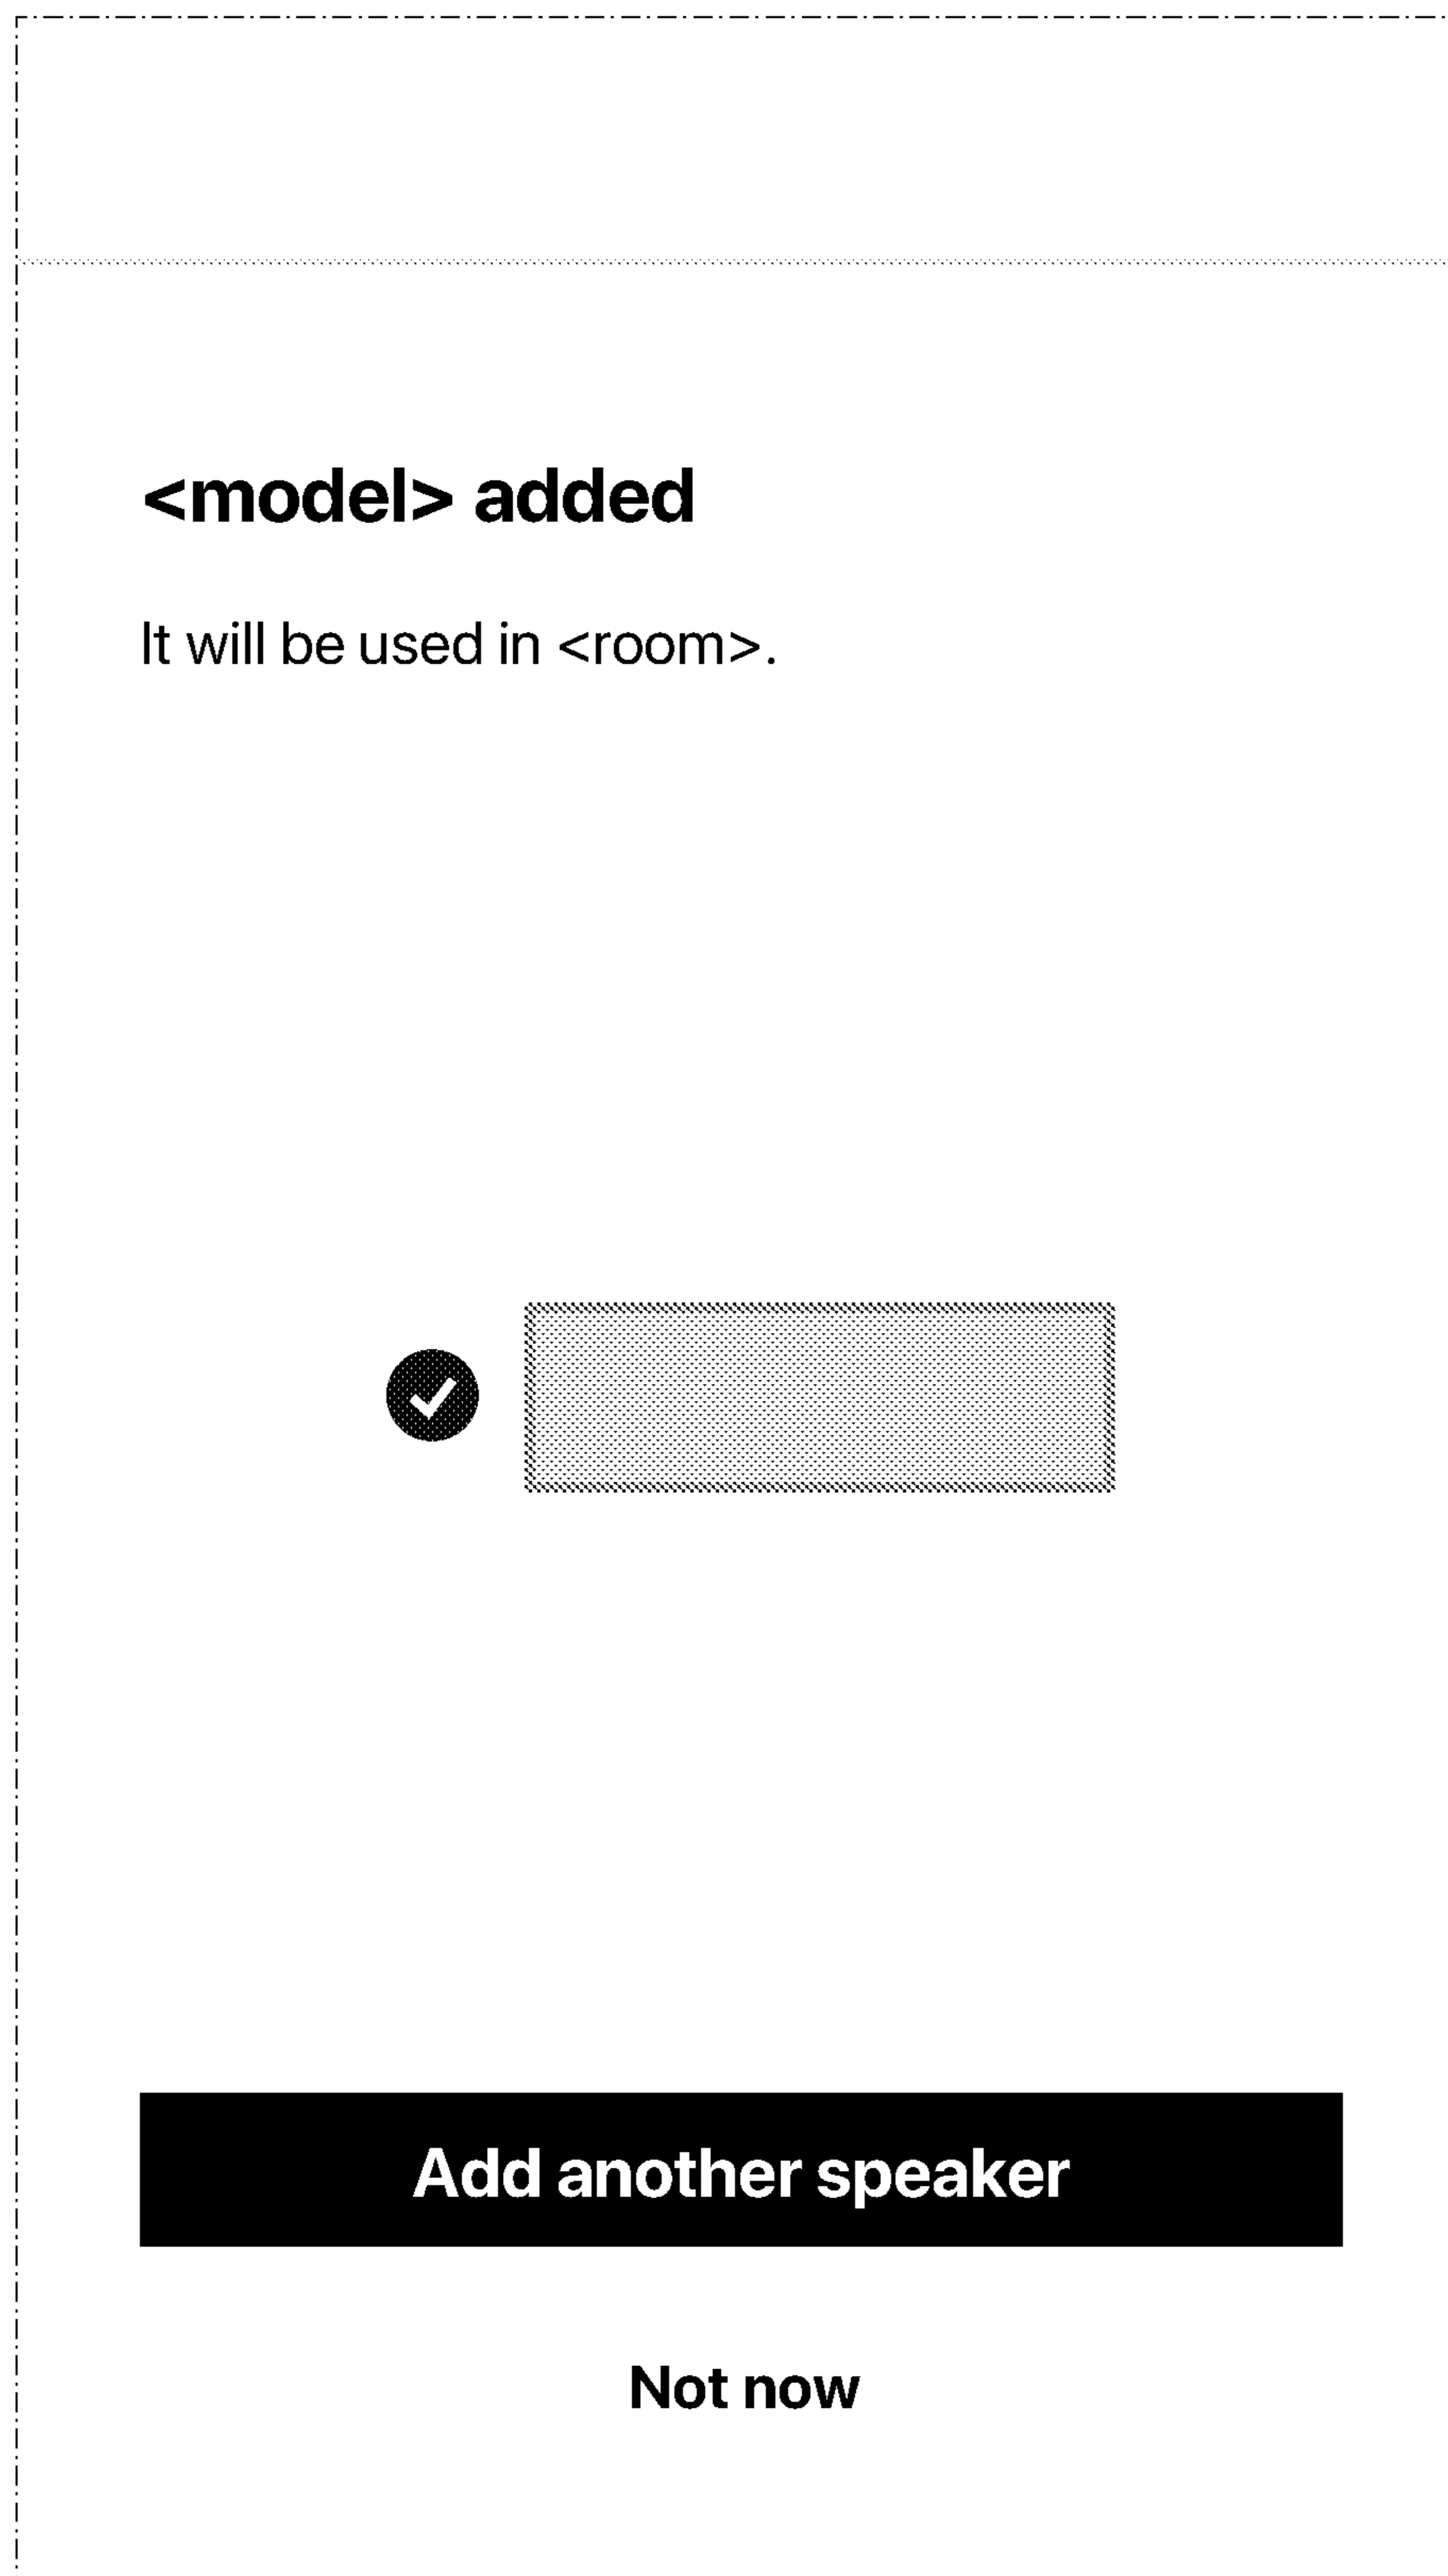 <model> added
It will be used in <room>.
Add another speaker
Not now